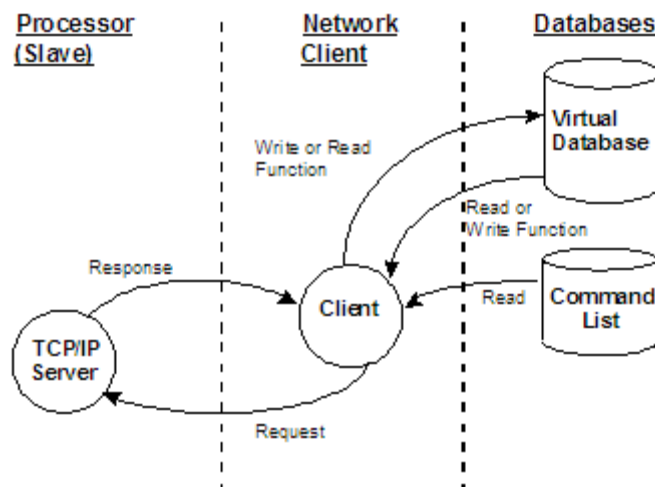 Processor
(Slave)
Network
Client
Databases
Virtual
Database
Write or Read
Function
Read or
Write Function
Response
Read
Command
List
Client
TCP/IP
Server
Request